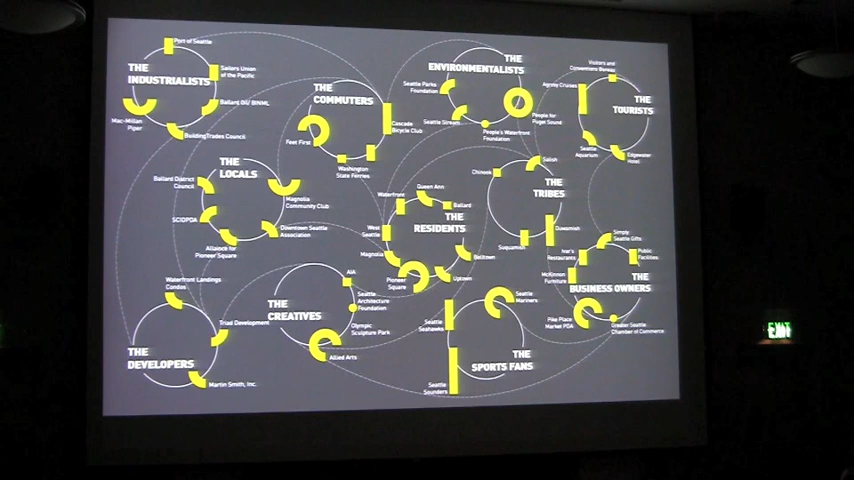 Port of Seattle
THE
INDUSTRIALISTS
Sailors Union
of the Pacific
Ballard Oil/ BINMIC
Mac-Millan
Piper
Building Trades Council
THE
COMMUTERS
Cascade
Bicycle Club
Feet First
Washington
State Ferries
THE
ENVIRONMENTALISTS
Seattle Parks
Foundation
Seattle Stream
People's Waterfront
Foundation
People for
Puget Sound
Visitors and
Conventions Bureau
Argosy Cruises
THE
TOURISTS
Seattle
Aquarium
Edgewater
Hotel
THE
LOCALS
Ballard District
Council
Magnolia
Community Club
SCIDPDA
Downtown Seattle
Association
Alliance for
Pioneer Square
Queen Ann
Waterfront
Ballard
THE
RESIDENTS
West
Seattle
Magnolia
Belltown
Pioneer
Square
Uptown
Chinook
Salish
THE
TRIBES
Duwamish
Suquamish
Simply
Seattle Gifts
Ivar's
Restaurants
Public
Facilities
McKinnon
Furniture
THE
BUSINESS OWNERS
Pike Place
Market PDA
Greater Seattle
Chamber of Commerce
Waterfront Landings
Condos
Triad Development
THE
DEVELOPERS
Martin Smith, Inc.
AIA
Seattle
Architecture
Foundation
THE
CREATIVES
Olympic
Sculpture Park
Allied Arts
Seattle
Mariners
Seattle
Seahawks
THE
SPORTS FANS
Seattle
Sounders
EXIT